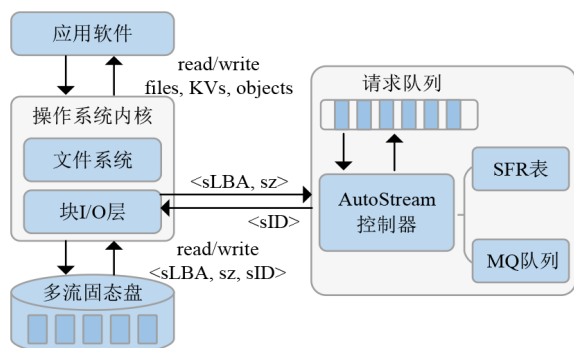 应用软件
read/write
files, KVs, objects
操作系统内核
文件系统
块I/O层
<sLBA, sz>
<sID>
read/write
<sLBA, sz, sID>
多流固态盘
请求队列
AutoStream
控制器
SFR表
MQ队列